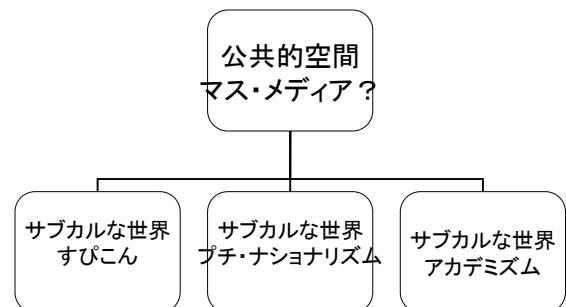 公共的空間
マス・メディア？
サブカルな世界
すぴこん
サブカルな世界
プチ・ナショナリズム
サブカルな世界
アカデミズム